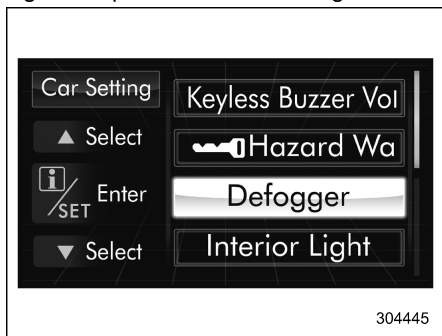 Car Setting
▲ Select
i/SET Enter
▼ Select
Keyless Buzzer Vol
Hazard Wa
Defogger
Interior Light
304445